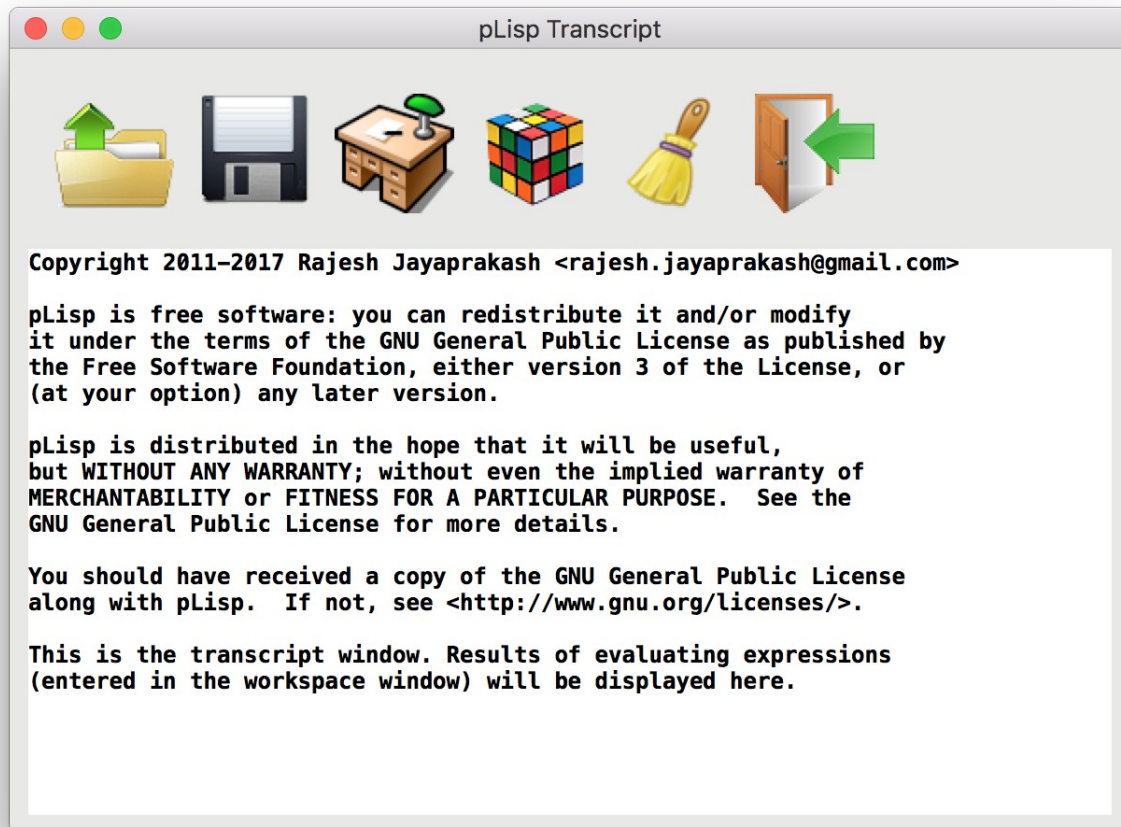 pLisp Transcript
Copyright 2011–2017 Rajesh Jayaprakash <rajesh.jayaprakash@gmail.com>
pLisp is free software: you can redistribute it and/or modify
it under the terms of the GNU General Public License as published by
the Free Software Foundation, either version 3 of the License, or
(at your option) any later version.
pLisp is distributed in the hope that it will be useful,
but WITHOUT ANY WARRANTY; without even the implied warranty of
MERCHANTABILITY or FITNESS FOR A PARTICULAR PURPOSE.  See the
GNU General Public License for more details.
You should have received a copy of the GNU General Public License
along with pLisp.  If not, see <http://www.gnu.org/licenses/>.
This is the transcript window. Results of evaluating expressions
(entered in the workspace window) will be displayed here.